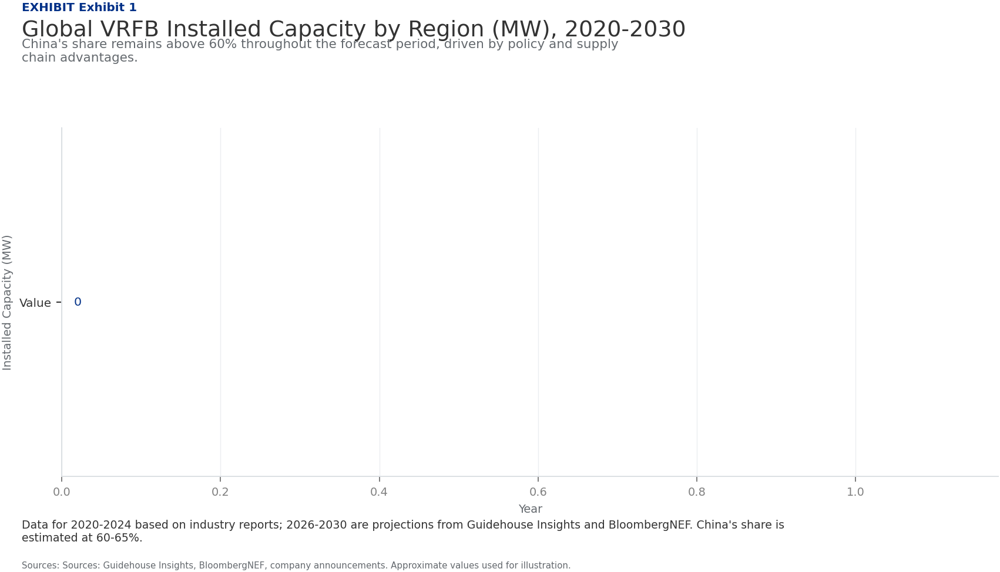 EXHIBIT Exhibit 1
Global VRFB Installed Capacity by Region (MW), 2020-2030
China's share remains above 60% throughout the forecast period, driven by policy and supply
chain advantages.
Installed Capacity (MW)
Value
0
0.0
0.2
0.4
0.6
0.8
1.0
Year
Data for 2020-2024 based on industry reports; 2026-2030 are projections from Guidehouse Insights and BloombergNEF. China's share is
estimated at 60-65%.
Sources: Sources: Guidehouse Insights, BloombergNEF, company announcements. Approximate values used for illustration.